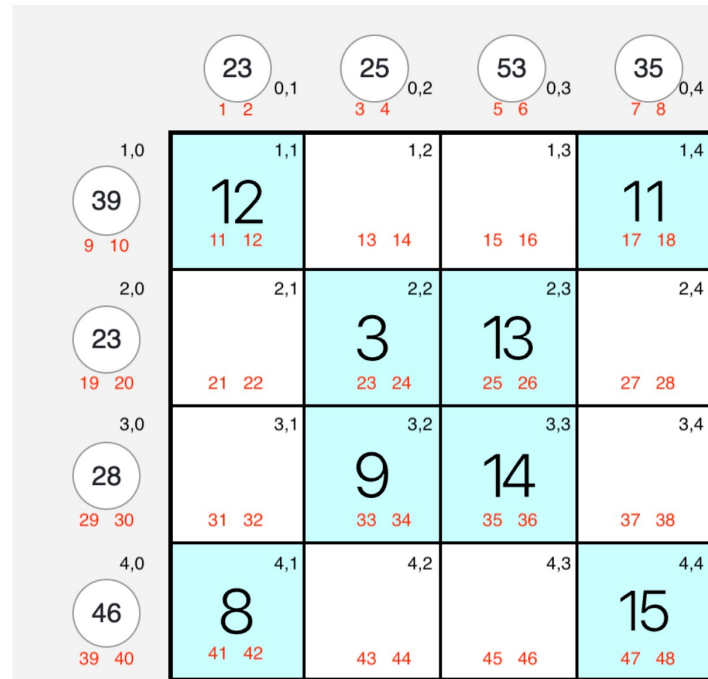 23 25 53 35
0,1 0,2 0,3 0,4
1 2 3 4 5 6 7 8
1,0 1,1 1,2 1,3 1,4
39 12 11
9 10 11 12 13 14 15 16 17 18
2,0 2,1 2,2 2,3 2,4
23 3 13
19 20 21 22 23 24 25 26 27 28
3,0 3,1 3,2 3,3 3,4
28 9 14
29 30 31 32 33 34 35 36 37 38
4,0 4,1 4,2 4,3 4,4
46 8 15
39 40 41 42 43 44 45 46 47 48